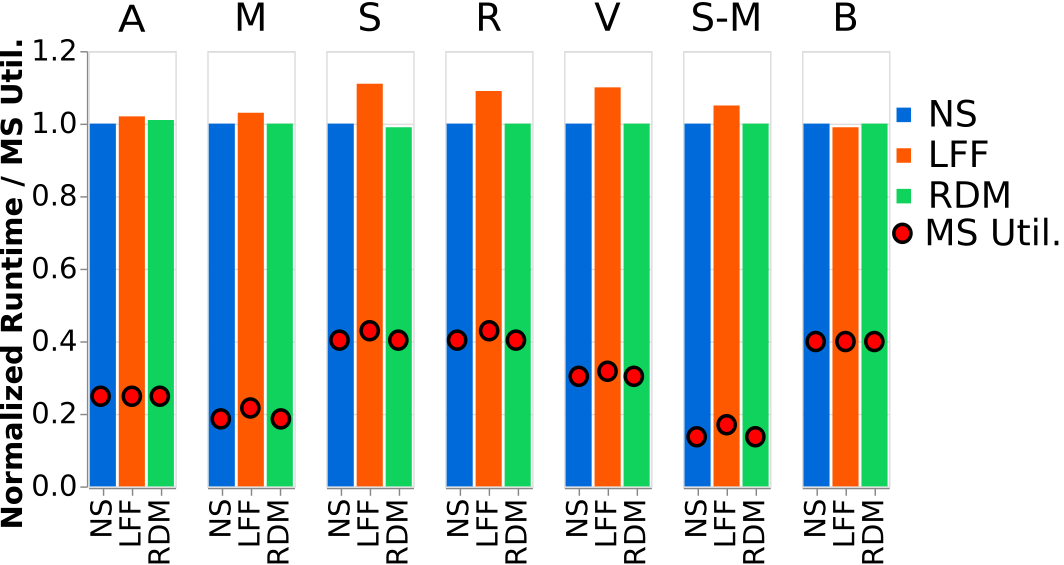 A M S R V S-M B
Normalized Runtime / MS Util.
1.2
1.0
0.8
0.6
0.4
0.2
0.0
NS LFF RDM NS LFF RDM NS LFF RDM NS LFF RDM NS LFF RDM NS LFF RDM NS LFF RDM
NS
LFF
RDM
MS Util.